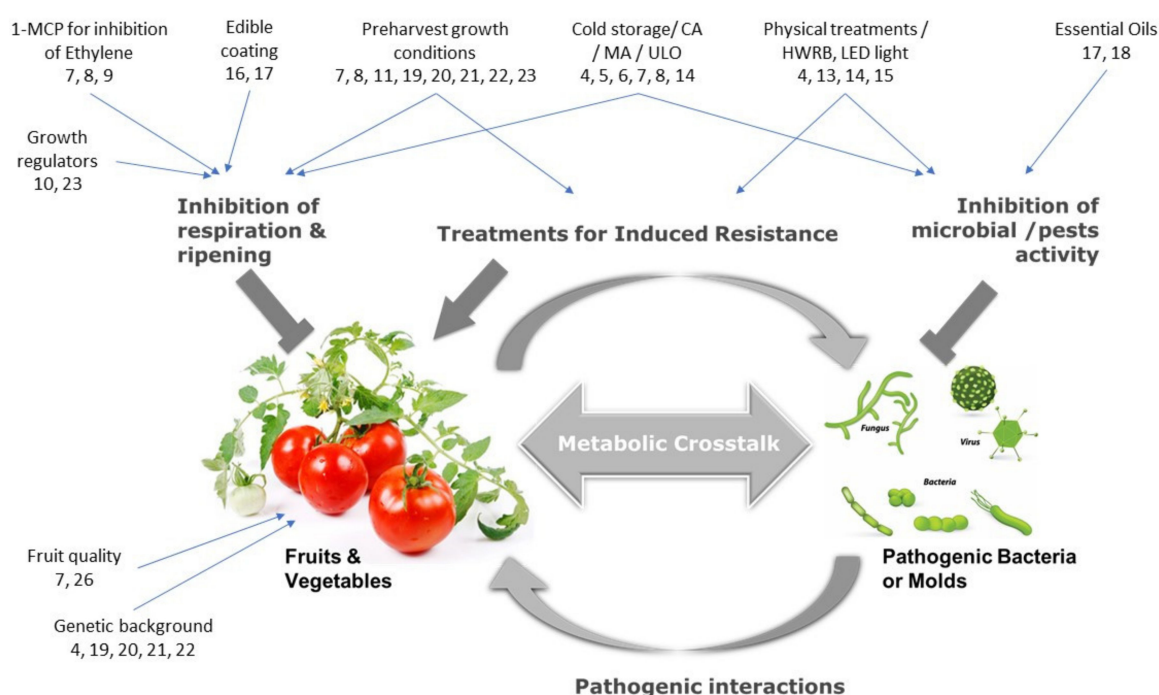 1-MCP for inhibition
of Ethylene
7, 8, 9
Edible
coating
16, 17
Preharvest growth
conditions
7, 8, 11, 19, 20, 21, 22, 23
Cold storage/ CA
/ MA / ULO
4, 5, 6, 7, 8, 14
Physical treatments /
HWRB, LED light
4, 13, 14, 15
Essential Oils
17, 18
Growth
regulators
10, 23
Inhibition of
respiration &
ripening
Treatments for Induced Resistance
Inhibition of
microbial /pests
activity
Metabolic Crosstalk
Fungus
Virus
Bacteria
Fruit quality
7, 26
Fruits &
Vegetables
Pathogenic Bacteria
or Molds
Genetic background
4, 19, 20, 21, 22
Pathogenic interactions